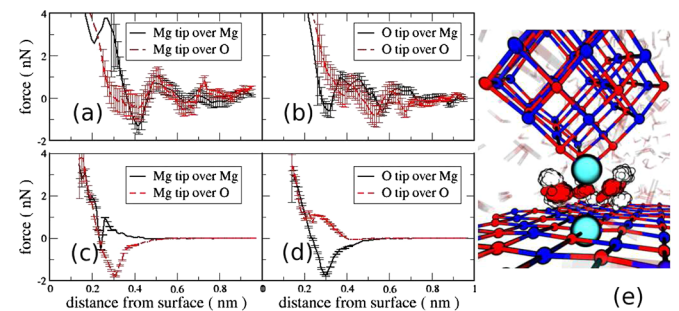 4
2
0
-2
force ( nN )
Mg tip over Mg
Mg tip over O
(a)
O tip over Mg
O tip over O
(b)
4
2
0
-2
force ( nN )
Mg tip over Mg
Mg tip over O
(c)
O tip over Mg
O tip over O
(d)
0 0.2 0.4 0.6 0.8 0 0.2 0.4 0.6 0.8 1
distance from surface ( nm ) distance from surface ( nm )
(e)